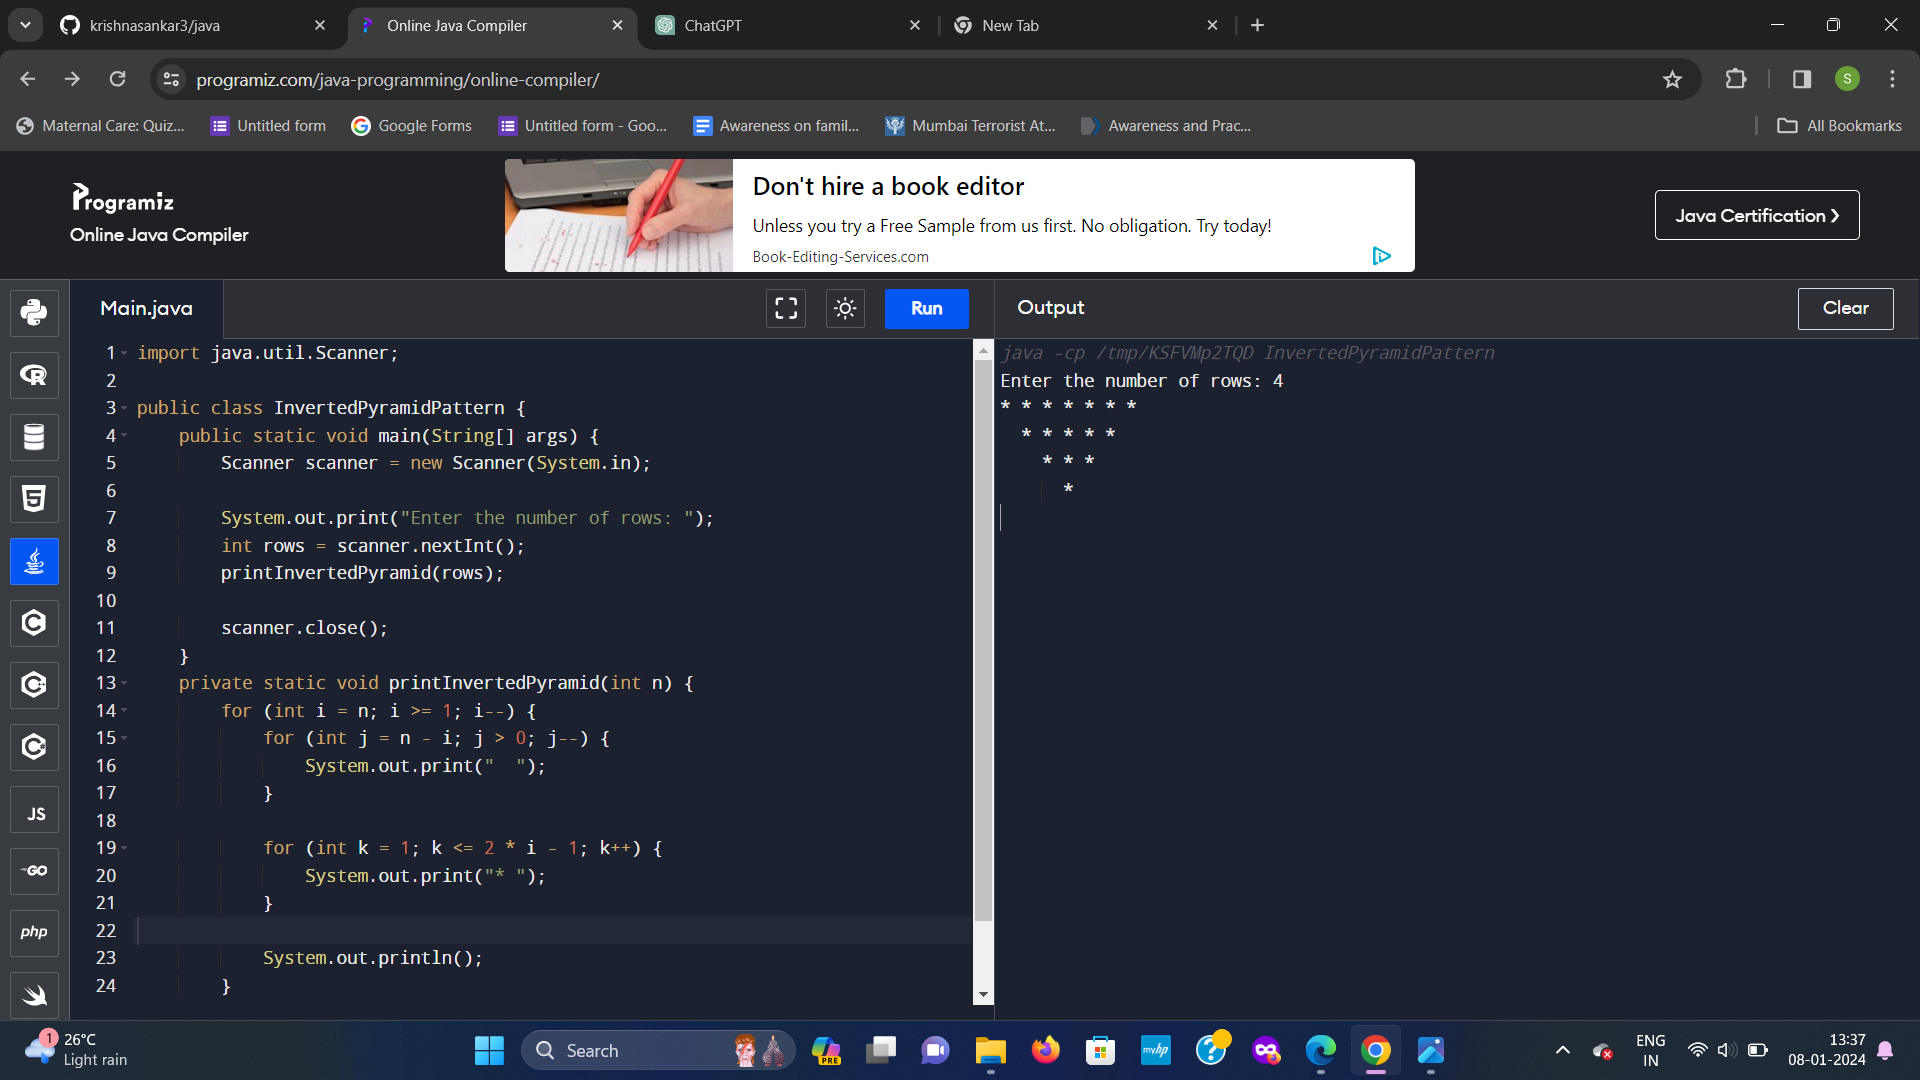 krishnasankar3/java
Online Java Compiler
ChatGPT
New Tab
programiz.com/java-programming/online-compiler/
S
Maternal Care: Quiz...
Untitled form
Google Forms
Untitled form - Goo...
Awareness on famil...
Mumbai Terrorist At...
Awareness and Prac...
All Bookmarks
Programiz
Online Java Compiler
Don't hire a book editor
Unless you try a Free Sample from us first. No obligation. Try today!
Book-Editing-Services.com
Java Certification ❯
Main.java
Run
Output
Clear
1 import java.util.Scanner;
2
3 public class InvertedPyramidPattern {
4     public static void main(String[] args) {
5         Scanner scanner = new Scanner(System.in);
6
7         System.out.print("Enter the number of rows: ");
8         int rows = scanner.nextInt();
9         printInvertedPyramid(rows);
10
11         scanner.close();
12     }
13     private static void printInvertedPyramid(int n) {
14         for (int i = n; i >= 1; i--) {
15             for (int j = n - i; j > 0; j--) {
16                 System.out.print("  ");
17             }
18
19             for (int k = 1; k <= 2 * i - 1; k++) {
20                 System.out.print("* ");
21             }
22
23             System.out.println();
24         }
java -cp /tmp/KSFVMp2TQD InvertedPyramidPattern
Enter the number of rows: 4
* * * * * * *
  * * * * *
    * * *
      *
JS
GO
php
1
26°C
Light rain
Search
PRE
myhp
ENG
IN
13:37
08-01-2024